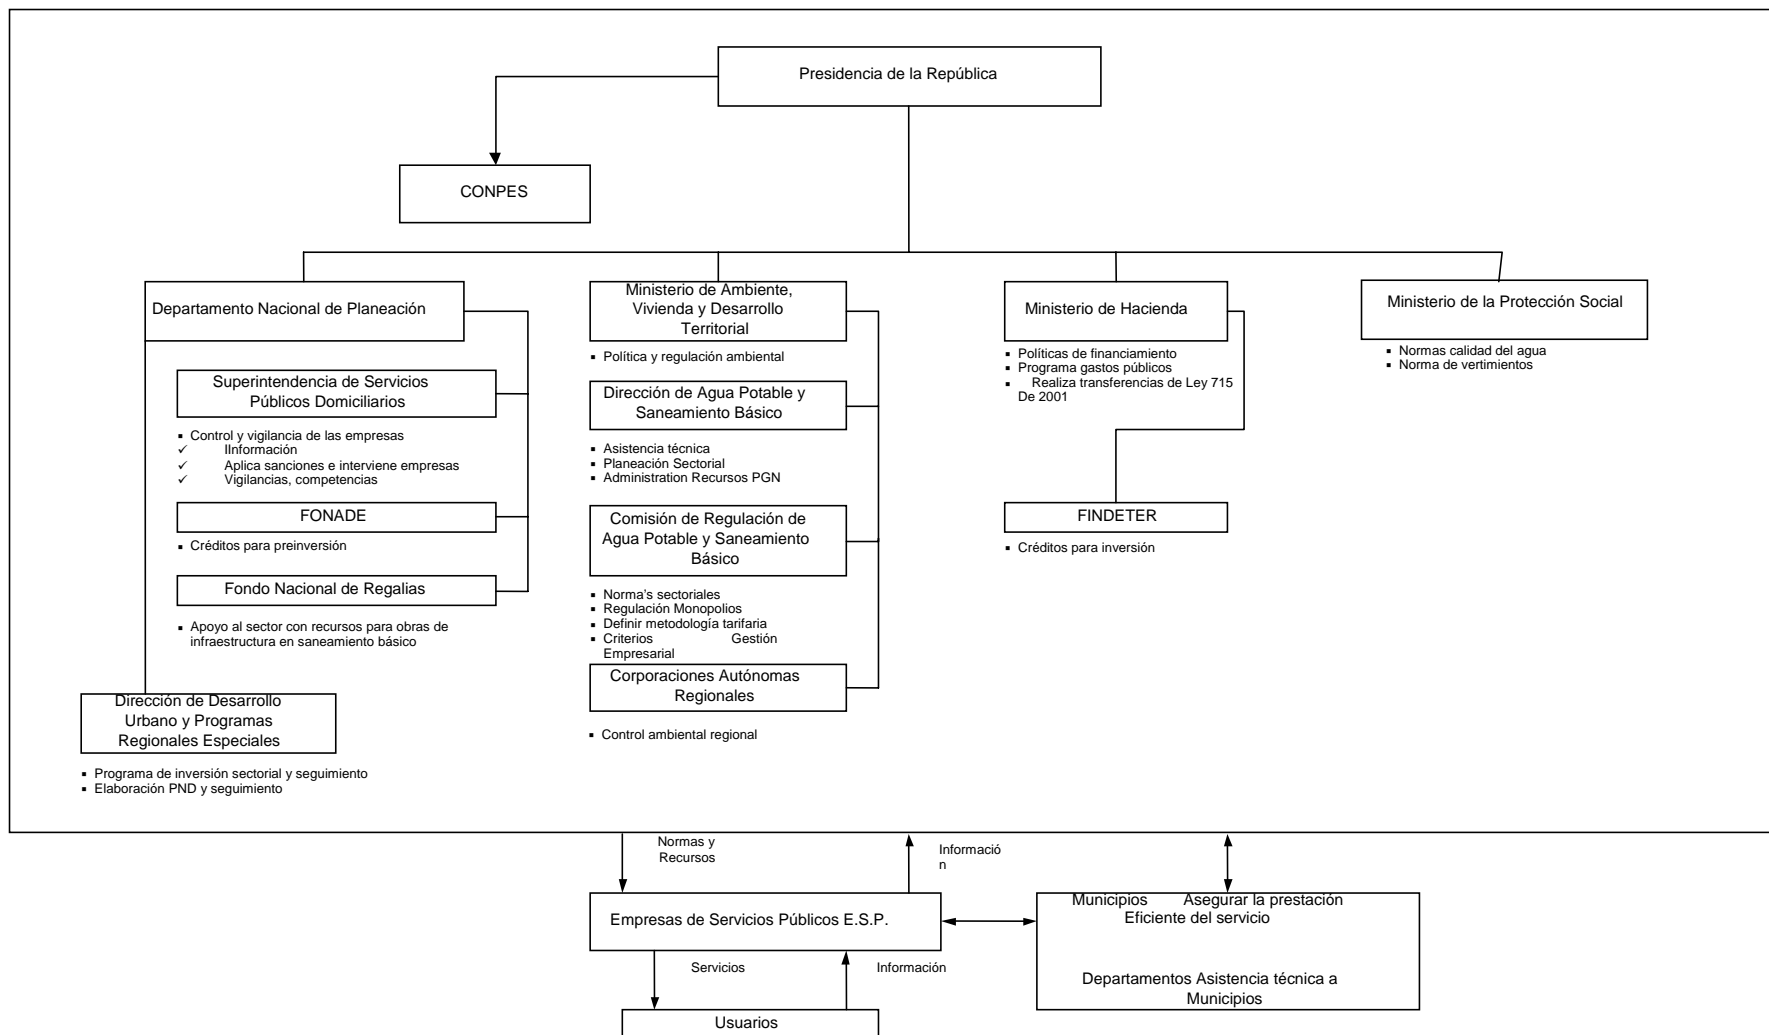 Presidencia de la República
CONPES
Departamento Nacional de Planeación
Superintendencia de Servicios
Públicos Domiciliarios
▪ Control y vigilancia de las empresas
✓ IInformación
✓ Aplica sanciones e interviene empresas
✓ Vigilancias, competencias
FONADE
▪ Créditos para preinversión
Fondo Nacional de Regalias
▪ Apoyo al sector con recursos para obras de
infraestructura en saneamiento básico
Dirección de Desarrollo
Urbano y Programas
Regionales Especiales
▪ Programa de inversión sectorial y seguimiento
▪ Elaboración PND y seguimiento
Ministerio de Ambiente,
Vivienda y Desarrollo
Territorial
▪ Política y regulación ambiental
Dirección de Agua Potable y
Saneamiento Básico
▪ Asistencia técnica
▪ Planeación Sectorial
▪ Administration Recursos PGN
Comisión de Regulación de
Agua Potable y Saneamiento
Básico
▪ Norma's sectoriales
▪ Regulación Monopolios
▪ Definir metodología tarifaria
▪ Criterios Gestión
Empresarial
Corporaciones Autónomas
Regionales
▪ Control ambiental regional
Ministerio de Hacienda
▪ Políticas de financiamiento
▪ Programa gastos públicos
▪ Realiza transferencias de Ley 715
De 2001
FINDETER
▪ Créditos para inversión
Ministerio de la Protección Social
▪ Normas calidad del agua
▪ Norma de vertimientos
Normas y
Recursos
Informació
n
Empresas de Servicios Públicos E.S.P.
Municipios Asegurar la prestación
Eficiente del servicio
Departamentos Asistencia técnica a
Municipios
Servicios
Información
Usuarios